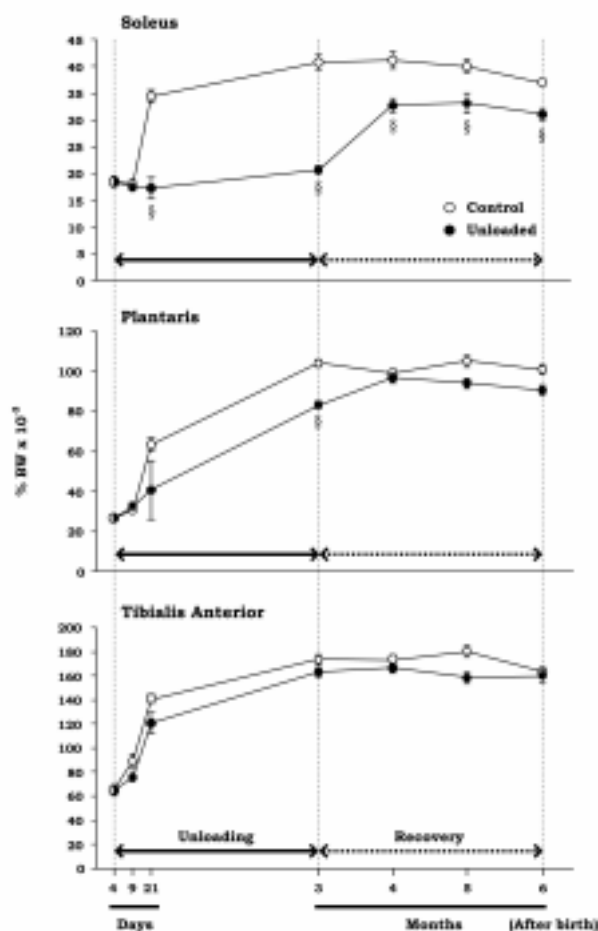 Soleus
45
40
35
30
25
20
15
10
5
0
§ § § § §
○ Control
● Unloaded
Plantaris
120
100
80
60
40
20
0
§
% BW x 10⁻³
Tibialis Anterior
200
180
160
140
120
100
80
60
40
20
0
Unloading Recovery
4 9 21 3 4 5 6
Days Months (After birth)